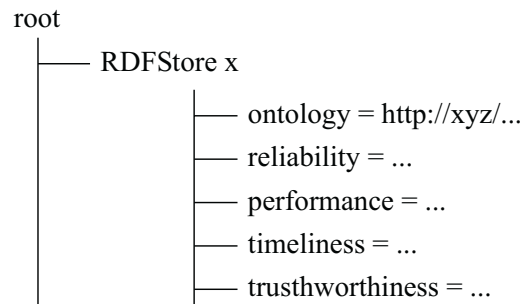 root
RDFStore x
ontology = http://xyz/...
reliability = ...
performance = ...
timeliness = ...
trusthworthiness = ...